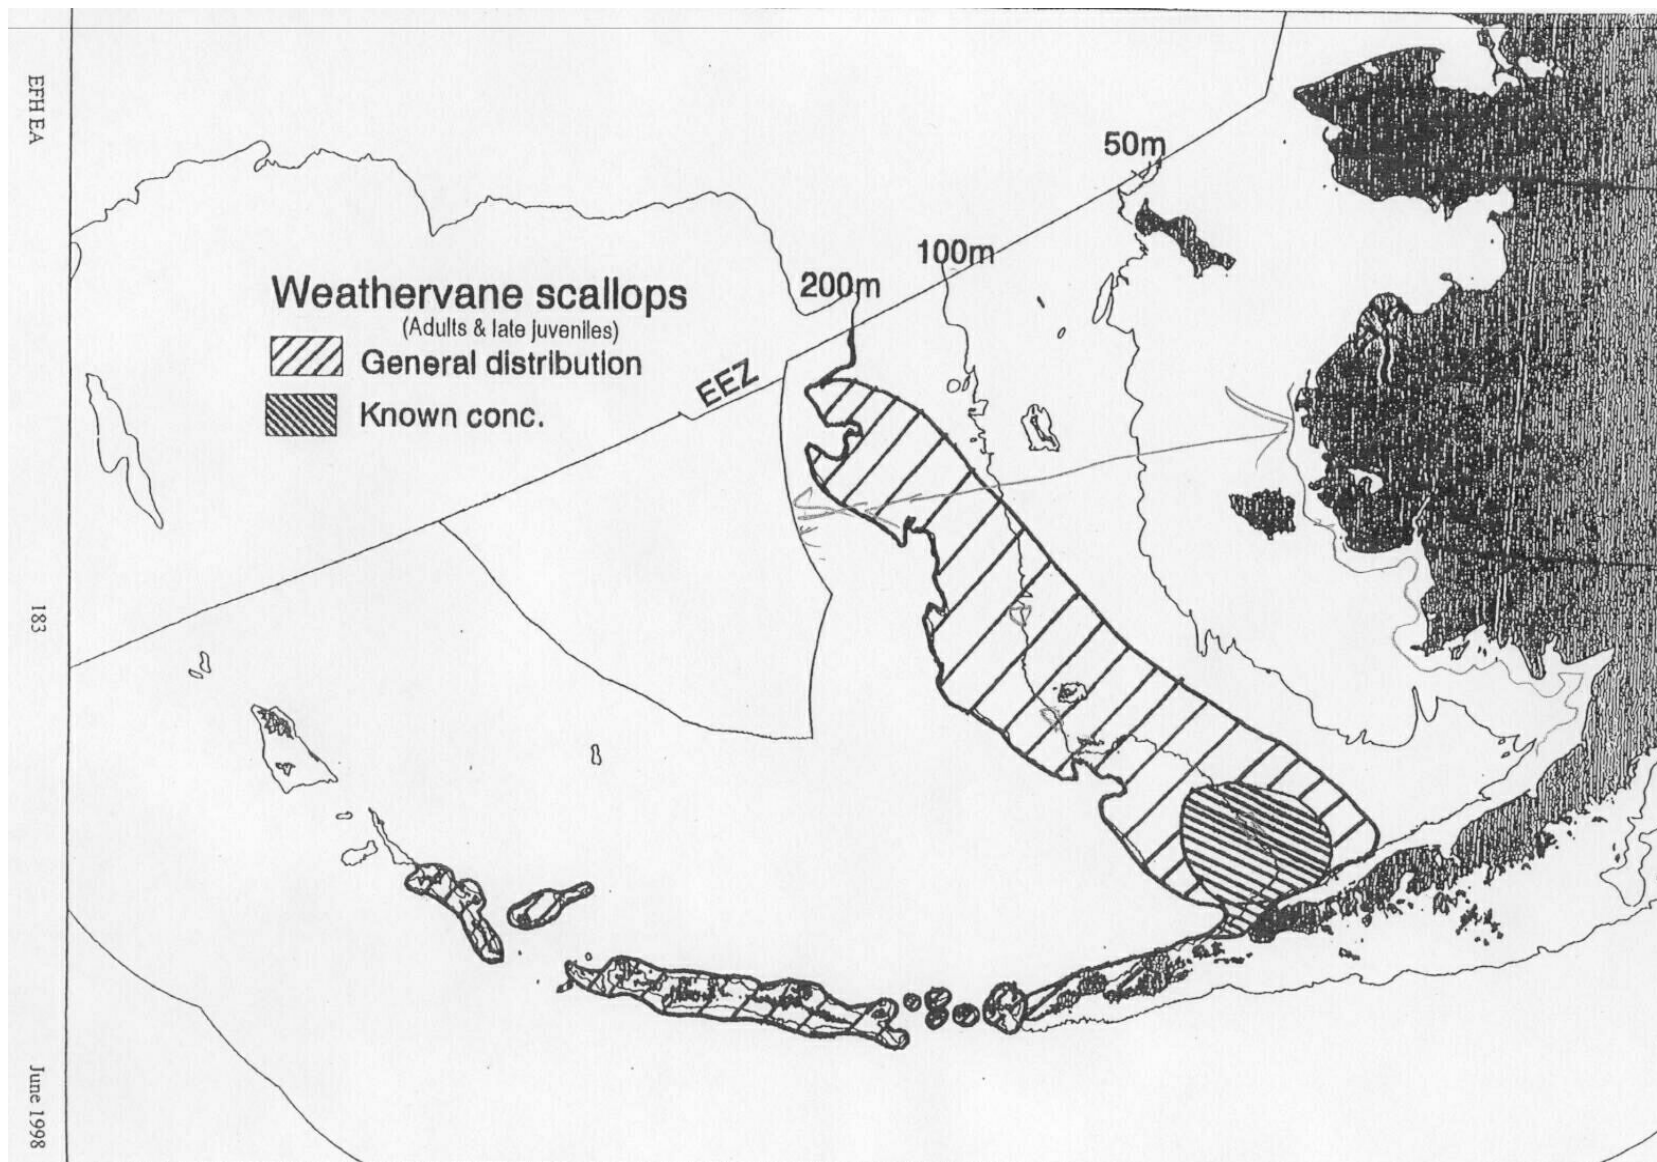 EFH EA
183
June 1998
50m
100m
200m
Weathervane scallops
(Adults & late juveniles)
General distribution
Known conc.
EEZ